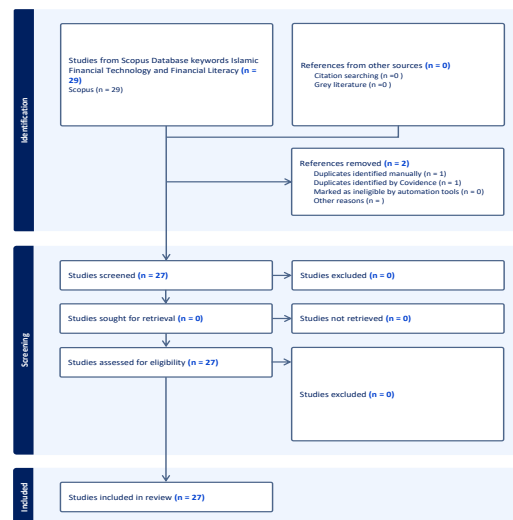 Identification
Studies from Scopus Database keywords Islamic
Financial Technology and Financial Literacy (n =
29)
Scopus (n = 29)
References from other sources (n = 0)
Citation searching (n =0 )
Grey literature (n =0 )
References removed (n = 2)
Duplicates identified manually (n = 1)
Duplicates identified by Covidence (n = 1)
Marked as ineligible by automation tools (n = 0)
Other reasons (n = )
Screening
Studies screened (n = 27)
Studies excluded (n = 0)
Studies sought for retrieval (n = 0)
Studies not retrieved (n = 0)
Studies assessed for eligibility (n = 27)
Studies excluded (n = 0)
Included
Studies included in review (n = 27)